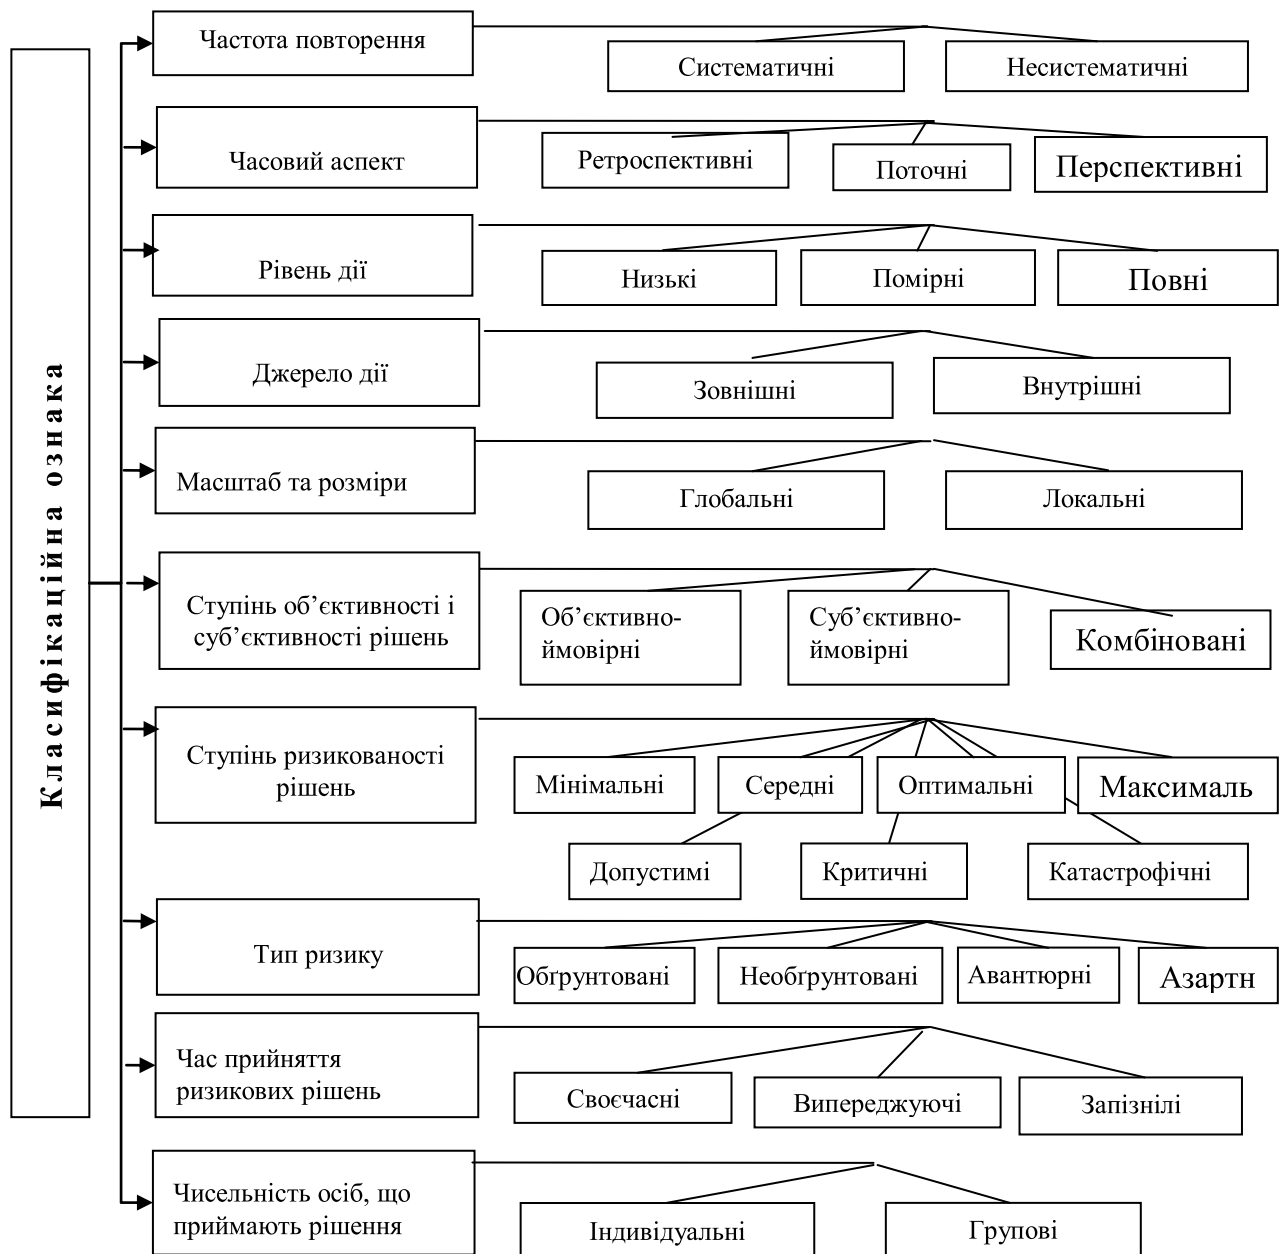 Класифікаційна ознака
Частота повторення
Систематичні
Несистематичні
Часовий аспект
Ретроспективні
Поточні
Перспективні
Рівень дії
Низькі
Помірні
Повні
Джерело дії
Зовнішні
Внутрішні
Масштаб та розміри
Глобальні
Локальні
Ступінь об’єктивності і
суб’єктивності рішень
Об’єктивно-
ймовірні
Суб’єктивно-
ймовірні
Комбіновані
Ступінь ризикованості
рішень
Мінімальні
Середні
Оптимальні
Максималь
Допустимі
Критичні
Катастрофічні
Тип ризику
Обґрунтовані
Необґрунтовані
Авантюрні
Азартн
Час прийняття
ризикових рішень
Своєчасні
Випереджуючі
Запізнілі
Чисельність осіб, що
приймають рішення
Індивідуальні
Групові